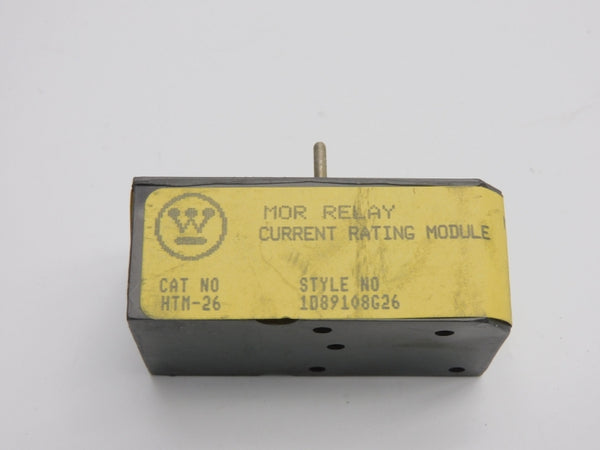 W
MOR RELAY
CURRENT RATING MODULE
CAT NO STYLE NO
HTM-26 1D89108G26